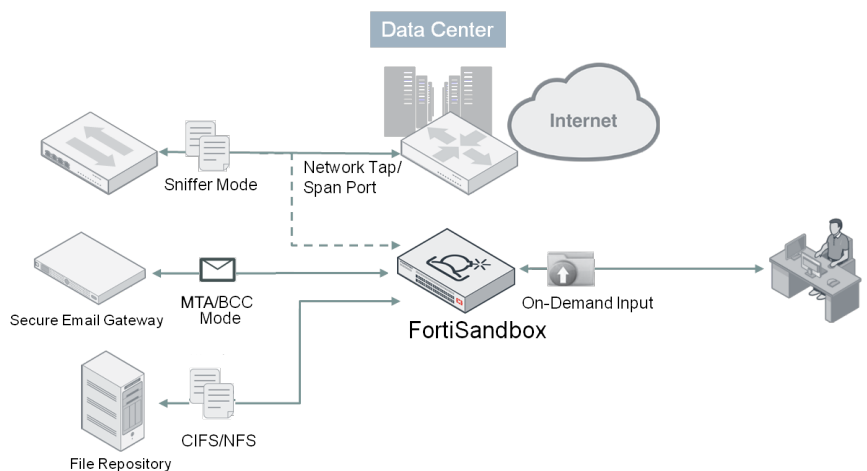 Data Center
Internet
Sniffer Mode
Network Tap/
Span Port
MTA/BCC
Mode
Secure Email Gateway
On-Demand Input
FortiSandbox
CIFS/NFS
File Repository